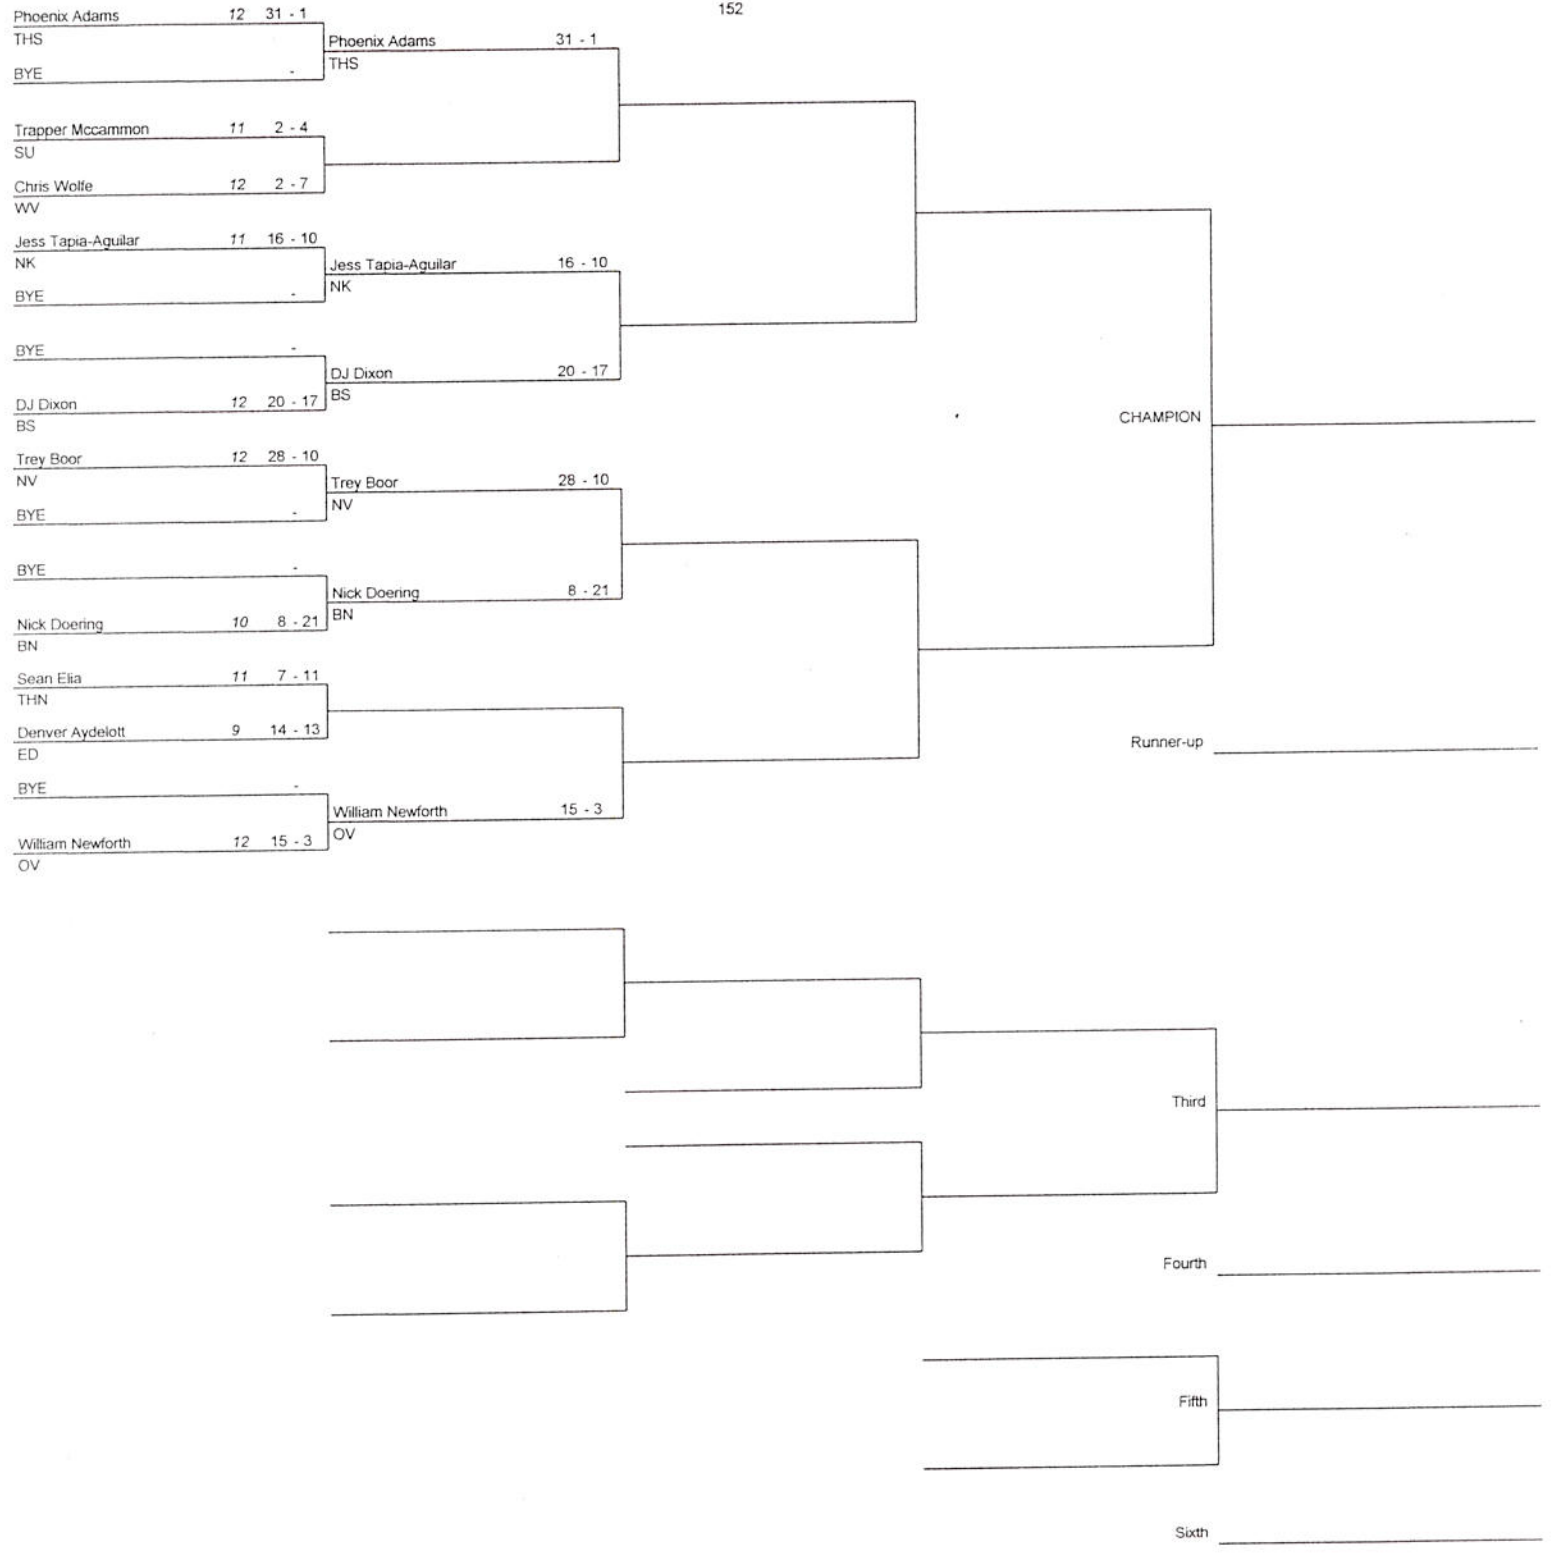 152
Phoenix Adams 12 31 - 1
THS
BYE -
Trapper Mccammon 11 2 - 4
SU
Chris Wolfe 12 2 - 7
WV
Jess Tapia-Aguilar 11 16 - 10
NK
BYE -
BYE -
DJ Dixon 12 20 - 17
BS
Trey Boor 12 28 - 10
NV
BYE -
BYE -
Nick Doering 10 8 - 21
BN
Sean Elia 11 7 - 11
THN
Denver Aydelott 9 14 - 13
ED
BYE -
William Newforth 12 15 - 3
OV
Phoenix Adams 31 - 1
THS
Jess Tapia-Aguilar 16 - 10
NK
DJ Dixon 20 - 17
BS
Trey Boor 28 - 10
NV
Nick Doering 8 - 21
BN
William Newforth 15 - 3
OV
CHAMPION
Runner-up
Third
Fourth
Fifth
Sixth